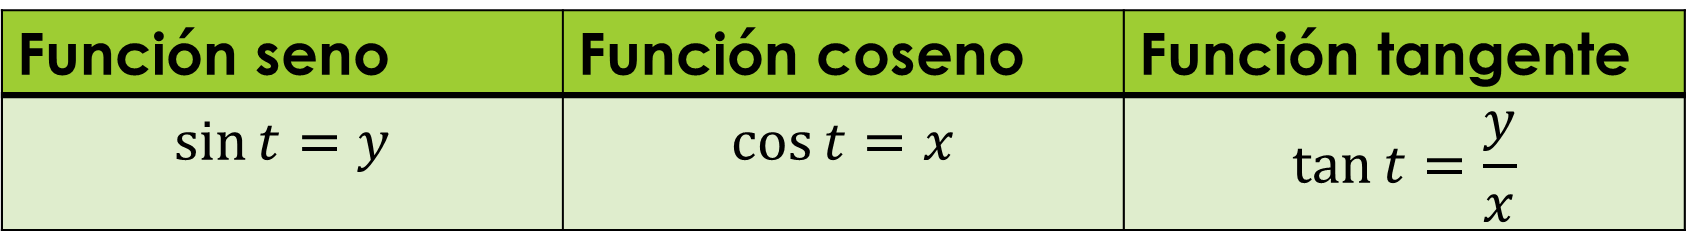 Función seno Función coseno Función tangente
sin t = y cos t = x tan t = y/x